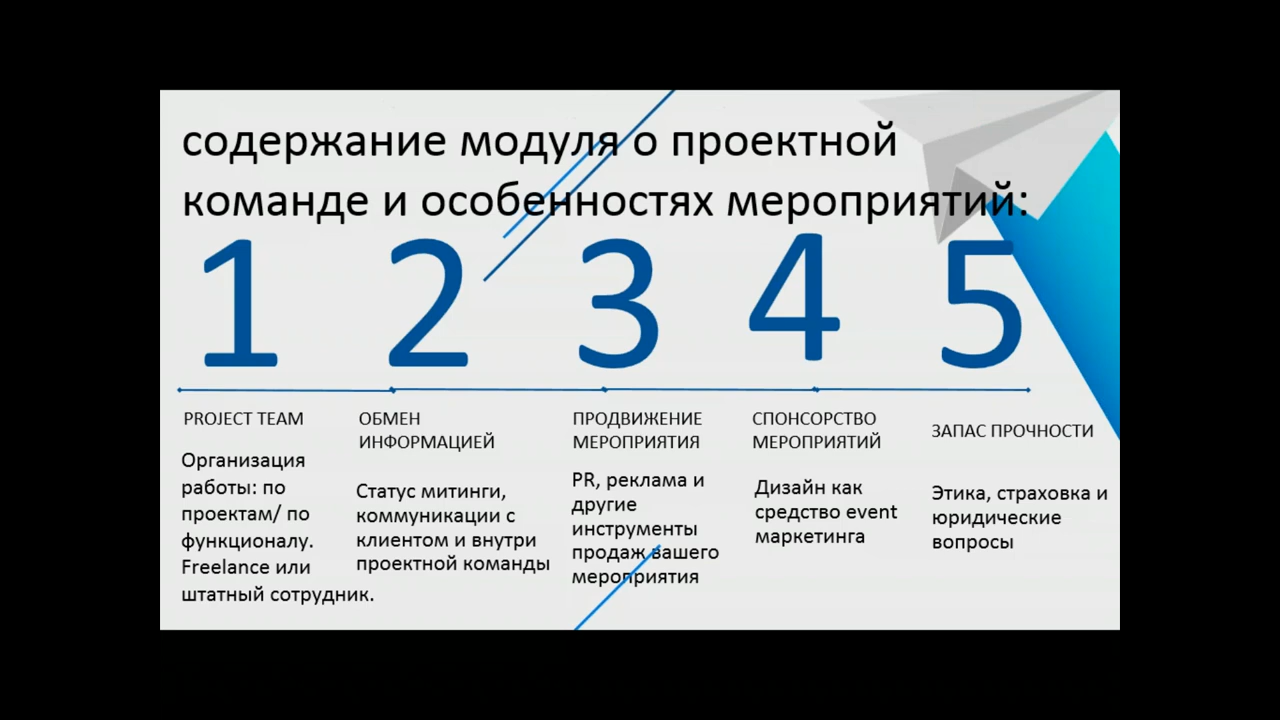 содержание модуля о проектной
команде и особенностях мероприятий:
1 2 3 4 5
PROJECT TEAM
Организация
работы: по
проектам/ по
функционалу.
Freelance или
штатный сотрудник.
ОБМЕН
ИНФОРМАЦИЕЙ
Статус митинги,
коммуникации с
клиентом и внутри
проектной команды
ПРОДВИЖЕНИЕ
МЕРОПРИЯТИЯ
PR, реклама и
другие
инструменты
продаж вашего
мероприятия
СПОНСОРСТВО
МЕРОПРИЯТИЙ
Дизайн как
средство event
маркетинга
ЗАПАС ПРОЧНОСТИ
Этика, страховка и
юридические
вопросы